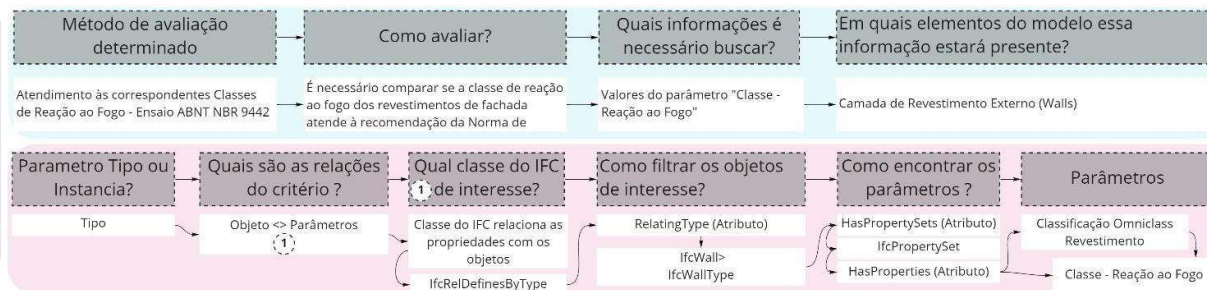 Método de avaliação
determinado
Como avaliar?
Quais informações é
necessário buscar?
Em quais elementos do modelo essa
informação estará presente?
Atendimento às correspondentes Classes
de Reação ao Fogo - Ensaio ABNT NBR 9442
É necessário comparar se a classe de reação
ao fogo dos revestimentos de fachada
atende à recomendação da Norma de
Valores do parâmetro "Classe -
Reação ao Fogo"
Camada de Revestimento Externo (Walls)
Parametro Tipo ou
Instancia?
Quais são as relações
do critério ?
Qual classe do IFC
1 de interesse?
Como filtrar os objetos
de interesse?
Como encontrar os
parâmetros ?
Parâmetros
Tipo
Objeto <> Parâmetros
1
Classe do IFC relaciona as
propriedades com os
objetos
IfcRelDefinesByType
RelatingType (Atributo)
IfcWall>
IfcWallType
HasPropertySets (Atributo)
IfcPropertySet
HasProperties (Atributo)
Classificação Omniclass
Revestimento
Classe - Reação ao Fogo